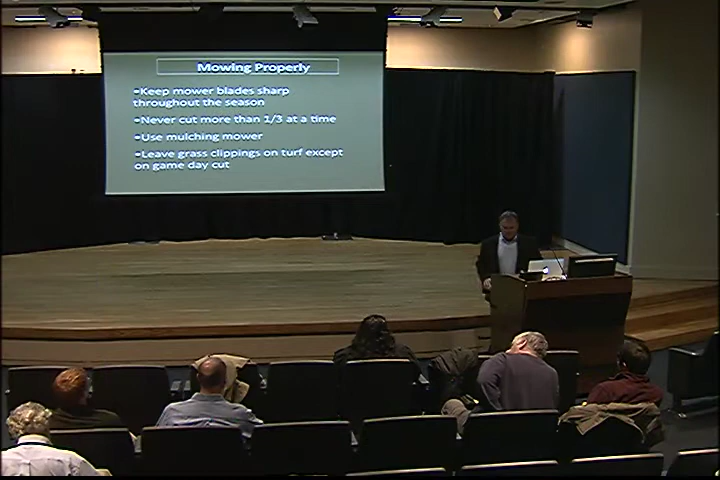 Mowing Properly
•Keep mower blades sharp
throughout the season
•Never cut more than 1/3 at a time
•Use mulching mower
•Leave grass clippings on turf except
on game day cut